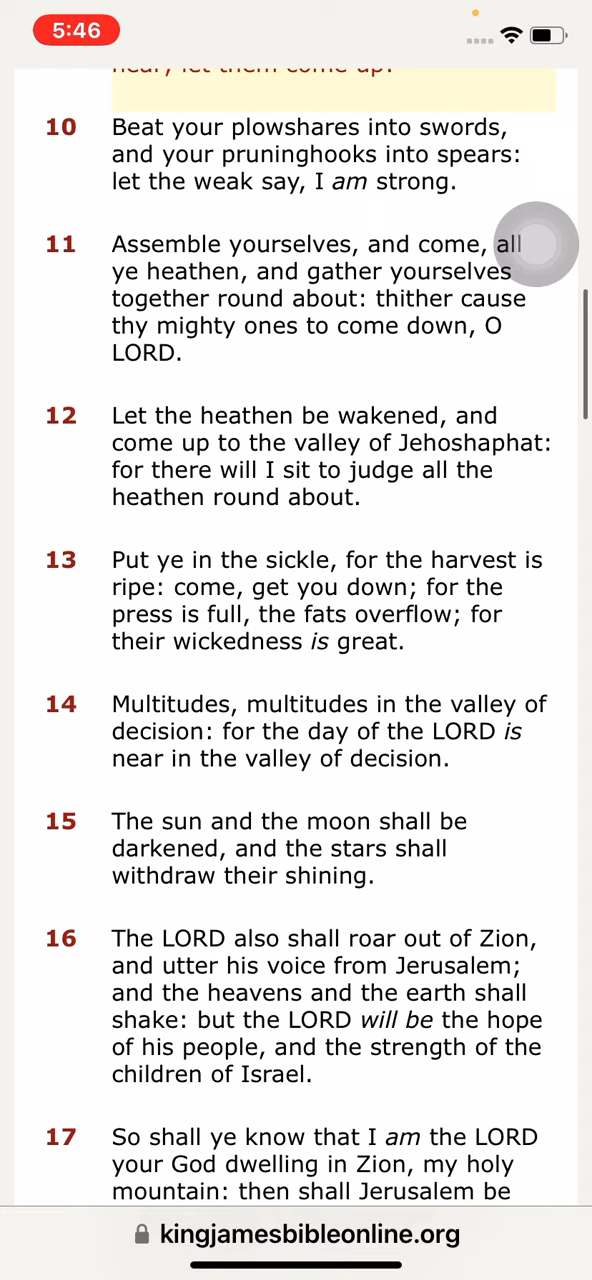 5:46
10 Beat your plowshares into swords,
and your pruninghooks into spears:
let the weak say, I am strong.
11 Assemble yourselves, and come, all
ye heathen, and gather yourselves
together round about: thither cause
thy mighty ones to come down, O
LORD.
12 Let the heathen be wakened, and
come up to the valley of Jehoshaphat:
for there will I sit to judge all the
heathen round about.
13 Put ye in the sickle, for the harvest is
ripe: come, get you down; for the
press is full, the fats overflow; for
their wickedness is great.
14 Multitudes, multitudes in the valley of
decision: for the day of the LORD is
near in the valley of decision.
15 The sun and the moon shall be
darkened, and the stars shall
withdraw their shining.
16 The LORD also shall roar out of Zion,
and utter his voice from Jerusalem;
and the heavens and the earth shall
shake: but the LORD will be the hope
of his people, and the strength of the
children of Israel.
17 So shall ye know that I am the LORD
your God dwelling in Zion, my holy
mountain: then shall Jerusalem be
kingjamesbibleonline.org